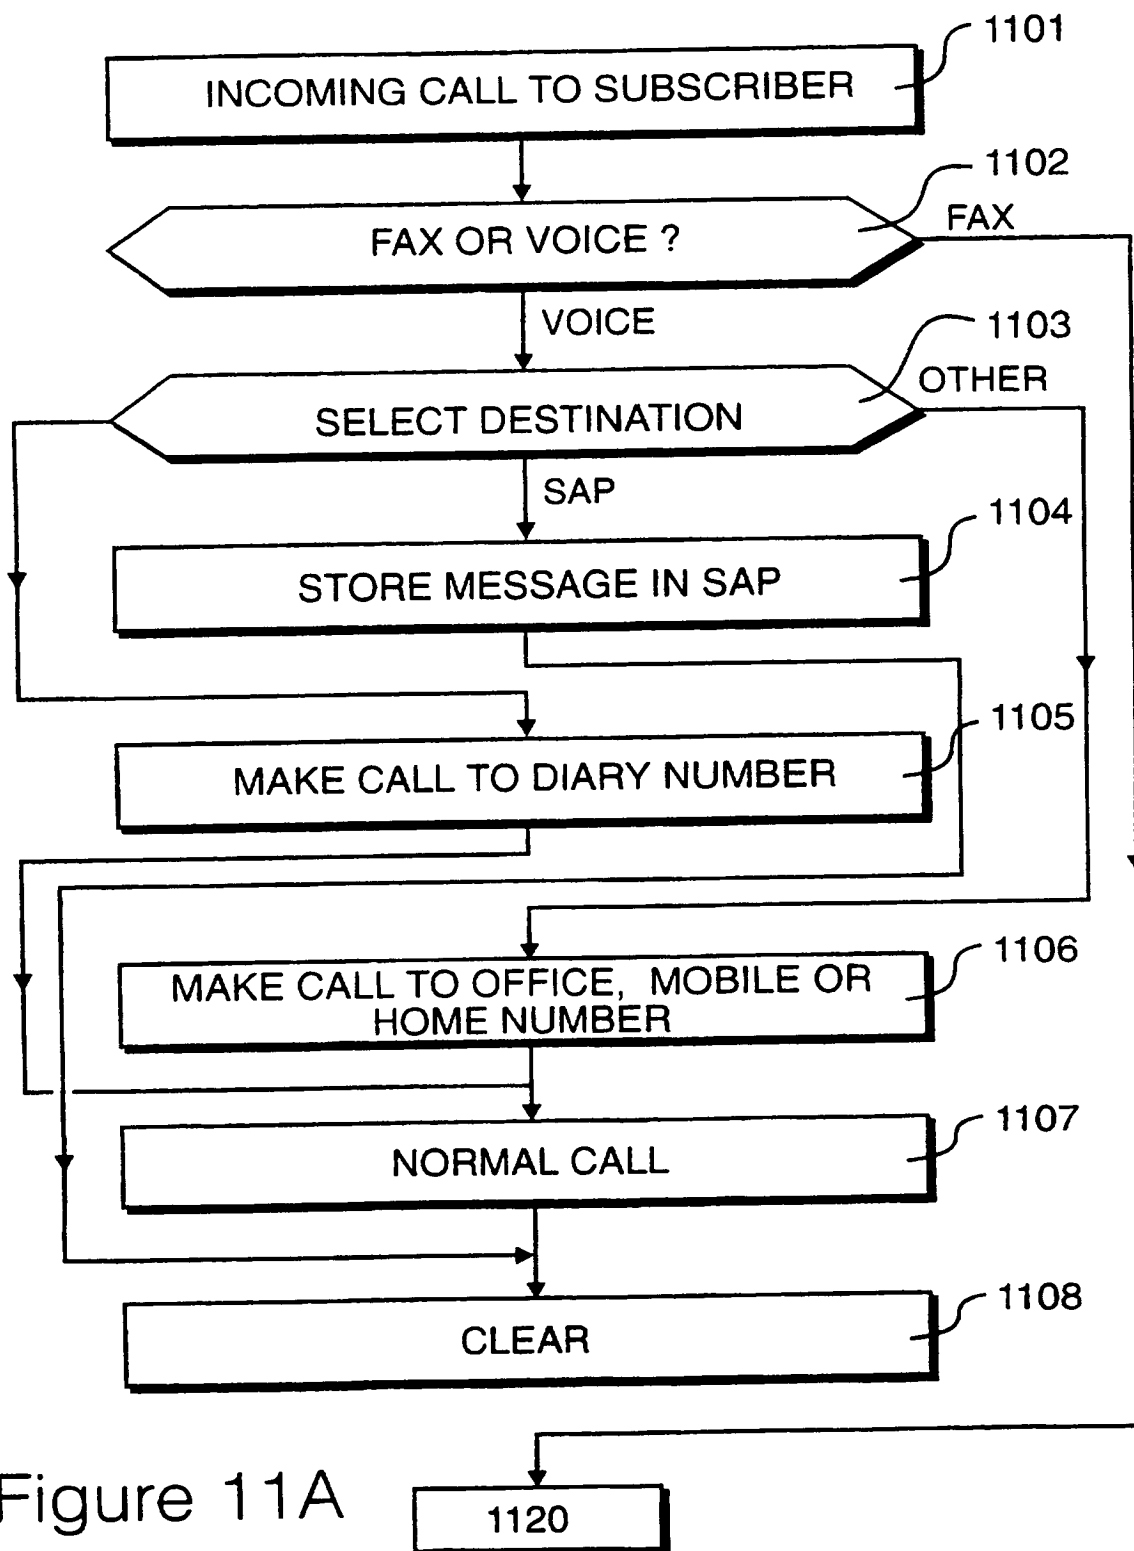 1101
INCOMING CALL TO SUBSCRIBER
1102
FAX OR VOICE ?
FAX
VOICE
1103
OTHER
SELECT DESTINATION
SAP
1104
STORE MESSAGE IN SAP
1105
MAKE CALL TO DIARY NUMBER
1106
MAKE CALL TO OFFICE, MOBILE OR
HOME NUMBER
1107
NORMAL CALL
1108
CLEAR
Figure 11A
1120